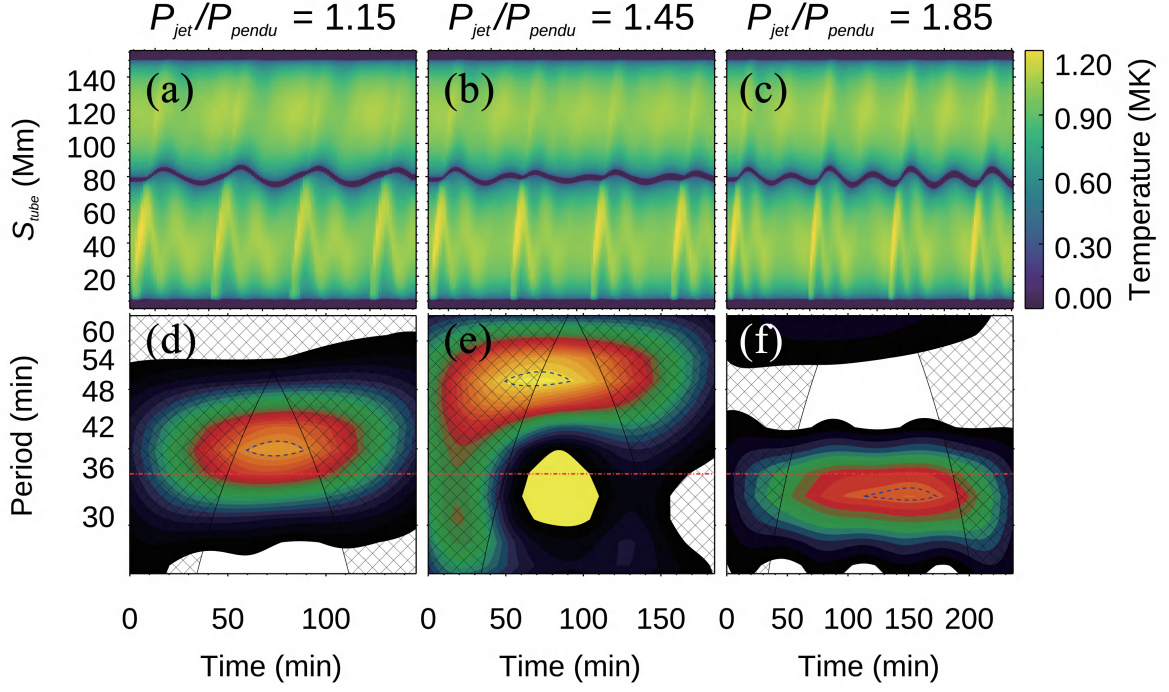 P_jet/P_pendu = 1.15 P_jet/P_pendu = 1.45 P_jet/P_pendu = 1.85
(a) (b) (c)
140
120
100
80
60
40
20
S_tube (Mm)
1.20
0.90
0.60
0.30
0.00
Temperature (MK)
(d) (e) (f)
60
54
48
42
36
30
Period (min)
0 50 100 0 50 100 150 0 50 100 150 200
Time (min) Time (min) Time (min)